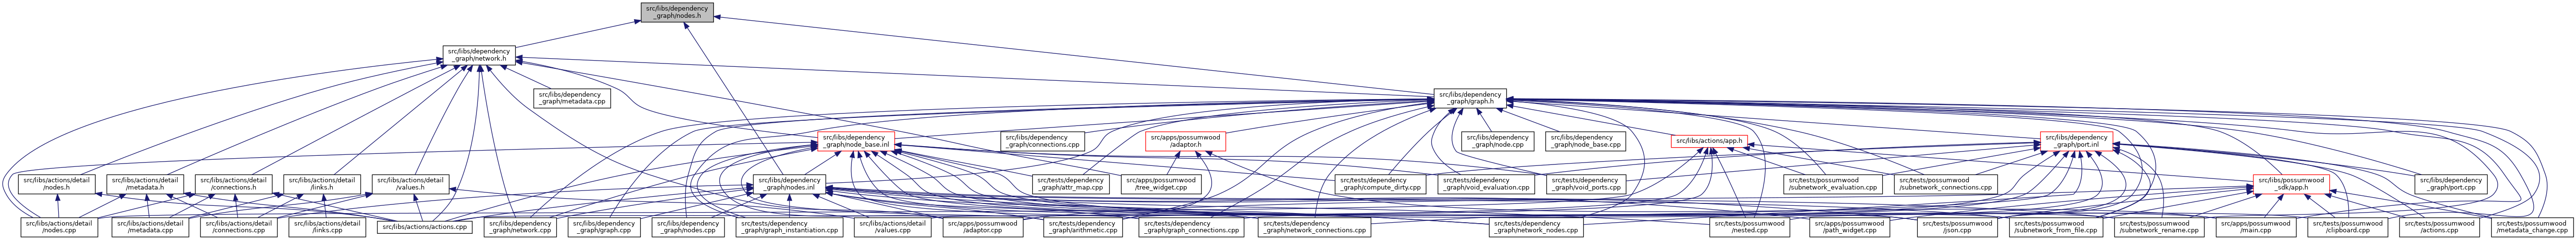 src/libs/dependency
_graph/nodes.h
src/libs/dependency
_graph/network.h
src/libs/dependency
_graph/metadata.cpp
src/libs/dependency
_graph/graph.h
src/libs/dependency
_graph/node_base.inl
src/libs/dependency
_graph/connections.cpp
src/apps/possumwood
/adaptor.h
src/libs/dependency
_graph/node.cpp
src/libs/dependency
_graph/node_base.cpp
src/libs/actions/app.h
src/libs/dependency
_graph/port.inl
src/libs/actions/detail
/nodes.h
src/libs/actions/detail
/metadata.h
src/libs/actions/detail
/connections.h
src/libs/actions/detail
/links.h
src/libs/actions/detail
/values.h
src/libs/dependency
_graph/nodes.inl
src/tests/dependency
_graph/attr_map.cpp
src/apps/possumwood
/tree_widget.cpp
src/tests/dependency
_graph/compute_dirty.cpp
src/tests/dependency
_graph/void_evaluation.cpp
src/tests/dependency
_graph/void_ports.cpp
src/tests/possumwood
/subnetwork_evaluation.cpp
src/tests/possumwood
/subnetwork_connections.cpp
src/libs/possumwood
_sdk/app.h
src/libs/dependency
_graph/port.cpp
src/libs/actions/detail
/nodes.cpp
src/libs/actions/detail
/metadata.cpp
src/libs/actions/detail
/connections.cpp
src/libs/actions/detail
/links.cpp
src/libs/actions/actions.cpp
src/libs/dependency
_graph/network.cpp
src/libs/dependency
_graph/graph.cpp
src/libs/dependency
_graph/nodes.cpp
src/tests/dependency
_graph/graph_instantiation.cpp
src/libs/actions/detail
/values.cpp
src/apps/possumwood
/adaptor.cpp
src/tests/dependency
_graph/arithmetic.cpp
src/tests/dependency
_graph/graph_connections.cpp
src/tests/dependency
_graph/network_connections.cpp
src/tests/dependency
_graph/network_nodes.cpp
src/tests/possumwood
/nested.cpp
src/apps/possumwood
/path_widget.cpp
src/tests/possumwood
/json.cpp
src/tests/possumwood
/subnetwork_from_file.cpp
src/tests/possumwood
/subnetwork_rename.cpp
src/apps/possumwood
/main.cpp
src/tests/possumwood
/clipboard.cpp
src/tests/possumwood
/actions.cpp
src/tests/possumwood
/metadata_change.cpp